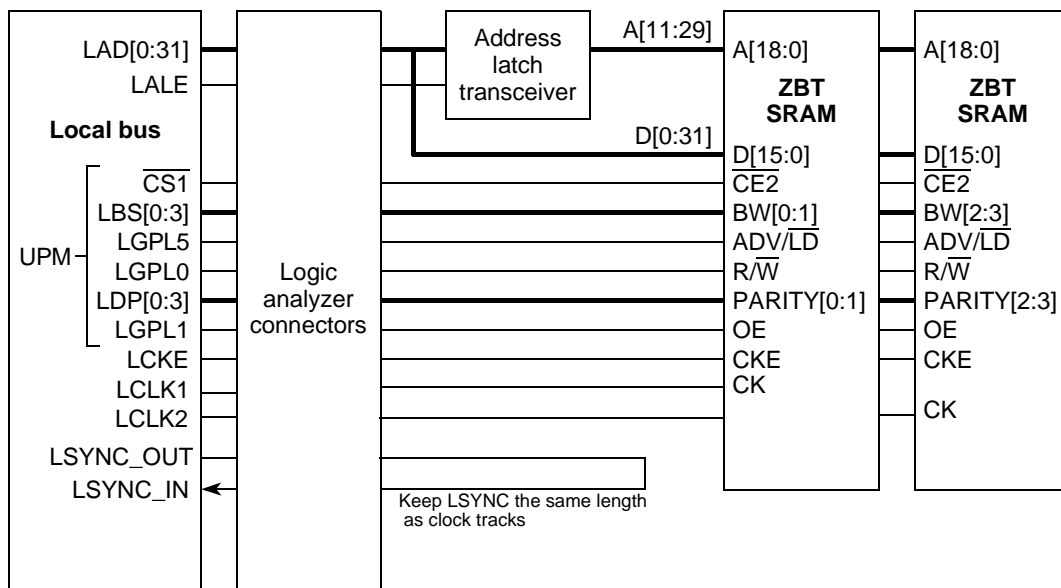 LAD[0:31]
LALE
Local bus
UPM
CS1
LBS[0:3]
LGPL5
LGPL0
LDP[0:3]
LGPL1
LCKE
LCLK1
LCLK2
LSYNC_OUT
LSYNC_IN
Logic
analyzer
connectors
Address
latch
transceiver
A[11:29]
D[0:31]
Keep LSYNC the same length
as clock tracks
A[18:0]
ZBT
SRAM
D[15:0]
CE2
BW[0:1]
ADV/LD
R/W
PARITY[0:1]
OE
CKE
CK
A[18:0]
ZBT
SRAM
D[15:0]
CE2
BW[2:3]
ADV/LD
R/W
PARITY[2:3]
OE
CKE
CK